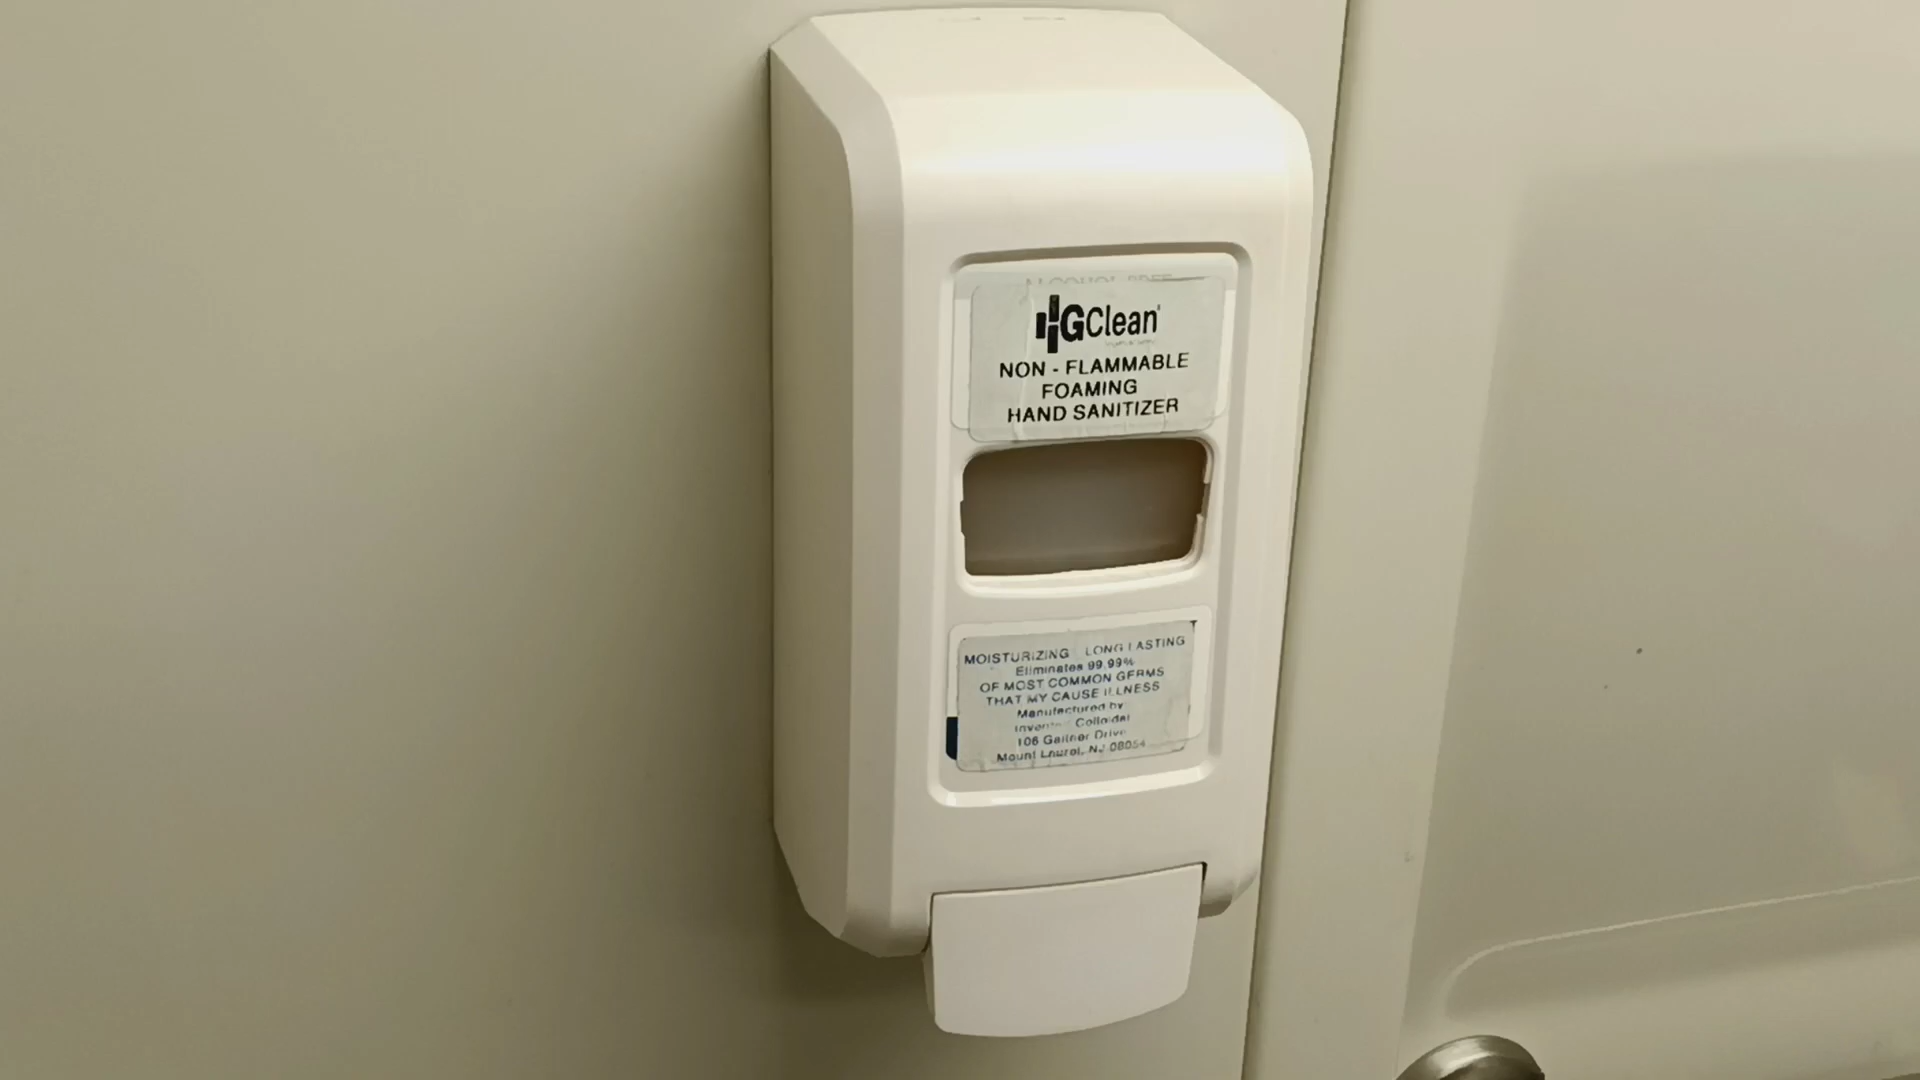 GClean
NON - FLAMMABLE
FOAMING
HAND SANITIZER
MOISTURIZING LONG LASTING
Eliminates 99.99%
OF MOST COMMON GERMS
THAT MY CAUSE ILLNESS
Manufactured by
Colloidal
106 Gaither Drive
Mount Laurel, NJ 08054